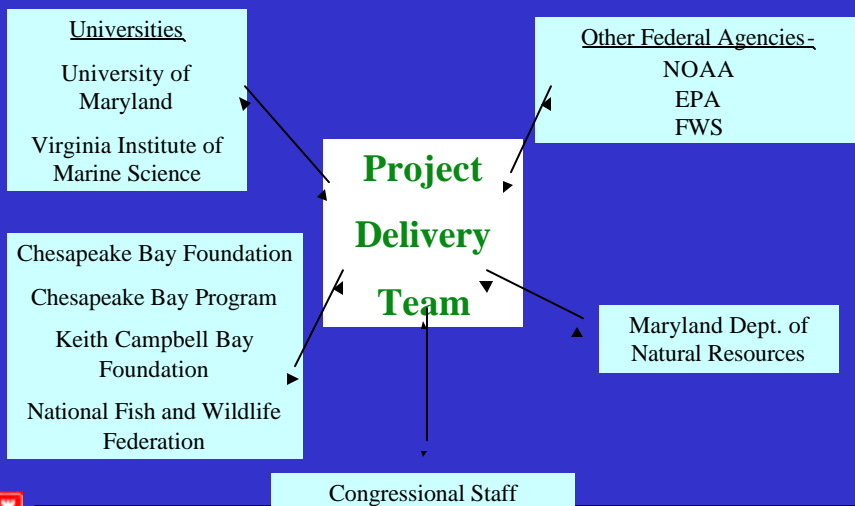 Universities
University of
Maryland
Virginia Institute of
Marine Science
Other Federal Agencies-
NOAA
EPA
FWS
Project
Delivery
Team
Chesapeake Bay Foundation
Chesapeake Bay Program
Keith Campbell Bay
Foundation
National Fish and Wildlife
Federation
Maryland Dept. of
Natural Resources
Congressional Staff